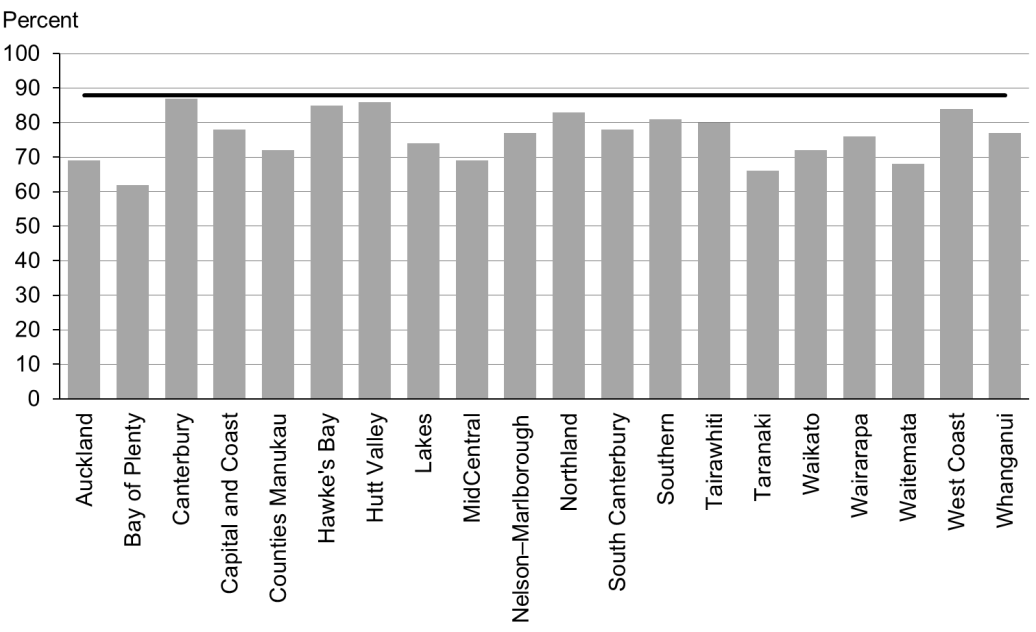 Percent
100
90
80
70
60
50
40
30
20
10
0
Auckland
Bay of Plenty
Canterbury
Capital and Coast
Counties Manukau
Hawke's Bay
Hutt Valley
Lakes
MidCentral
Nelson–Marlborough
Northland
South Canterbury
Southern
Tairawhiti
Taranaki
Waikato
Wairarapa
Waitemata
West Coast
Whanganui